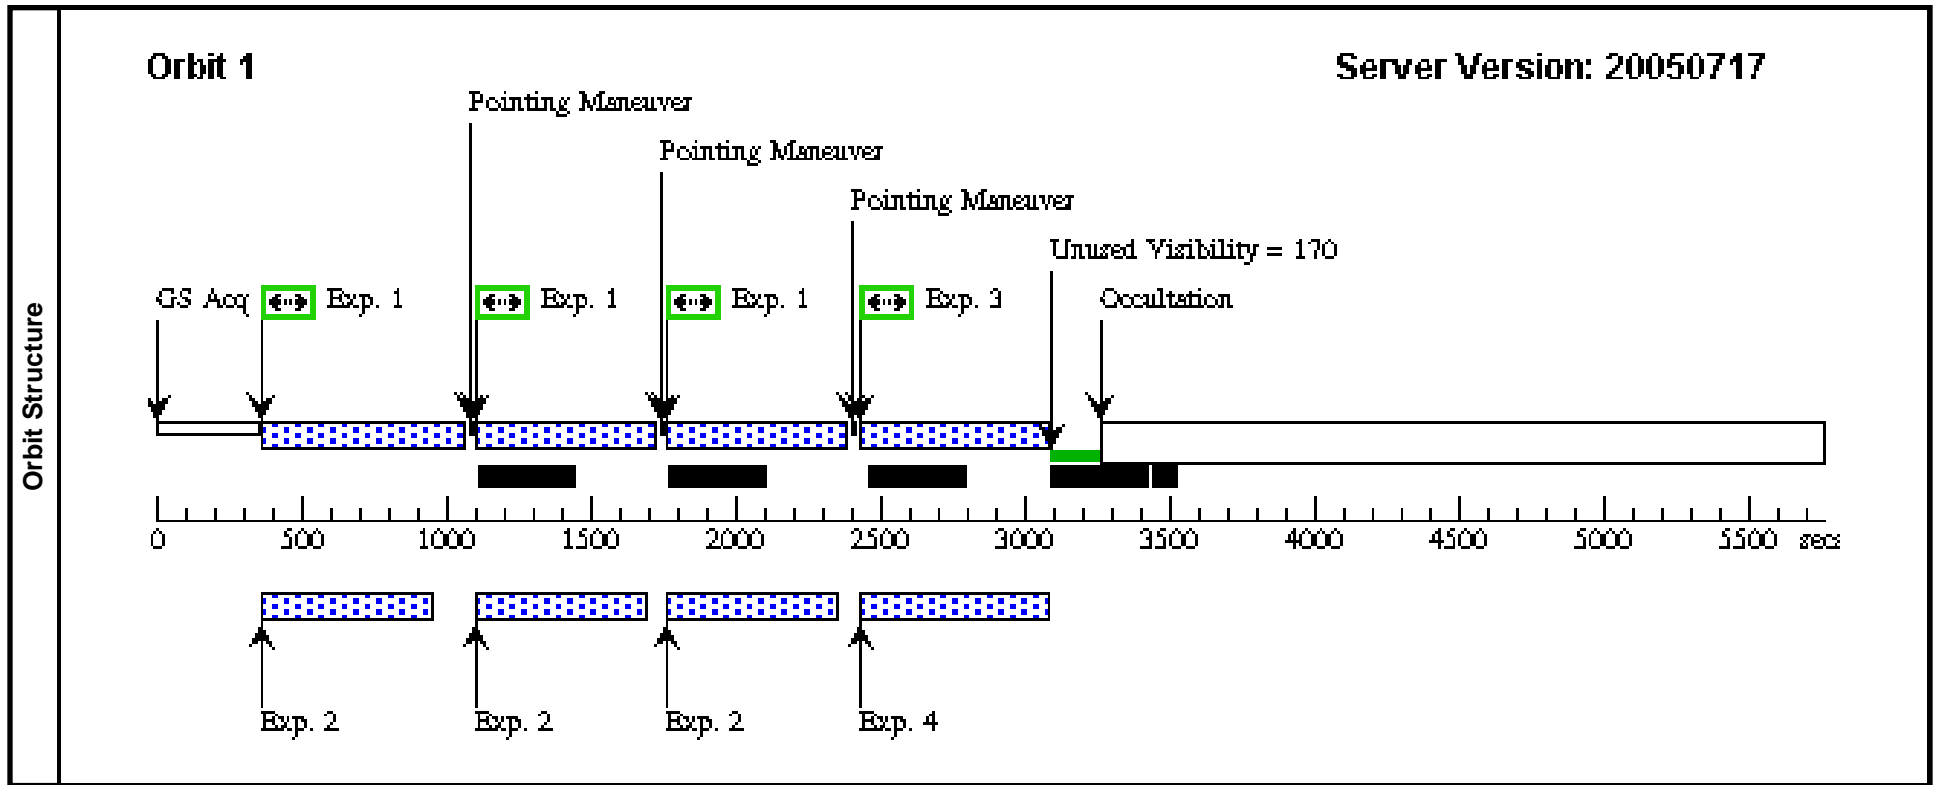 Orbit Structure
Orbit 1
Server Version: 20050717
Pointing Maneuver
Pointing Maneuver
Pointing Maneuver
Unused Visibility = 170
GS Acq
Exp. 1
Exp. 1
Exp. 1
Exp. 3
Occultation
0 500 1000 1500 2000 2500 3000 3500 4000 4500 5000 5500 secs
Exp. 2
Exp. 2
Exp. 2
Exp. 4